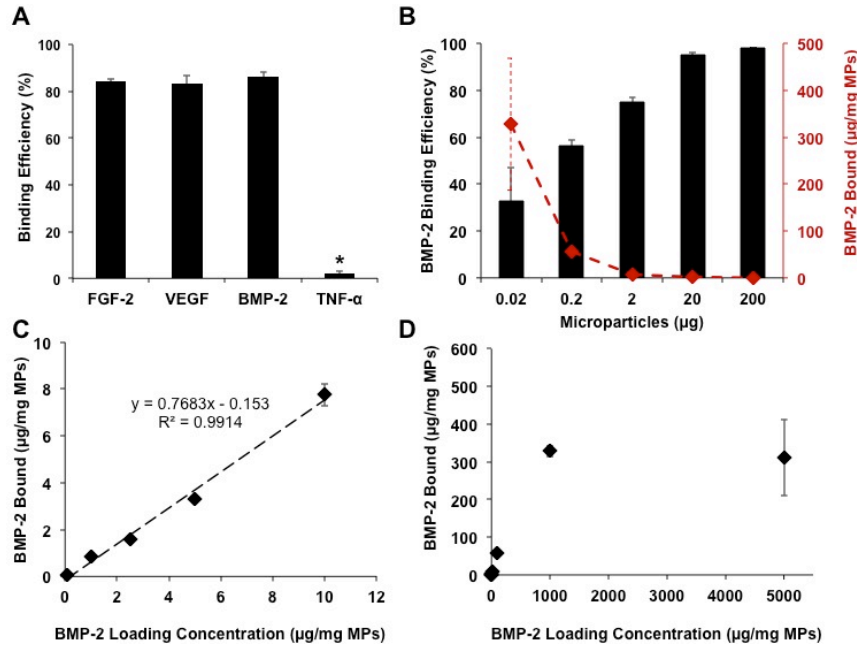 A
Binding Efficiency (%)
100
80
60
40
20
0
*
FGF-2 VEGF BMP-2 TNF-α
B
BMP-2 Binding Efficiency (%)
100
80
60
40
20
0
500
400
300
200
100
0
BMP-2 Bound (µg/mg MPs)
0.02 0.2 2 20 200
Microparticles (µg)
C
BMP-2 Bound (µg/mg MPs)
8
6
4
2
0
y = 0.7683x - 0.153
R² = 0.9914
0 2 4 6 8 10 12
BMP-2 Loading Concentration (µg/mg MPs)
D
BMP-2 Bound (µg/mg MPs)
600
500
400
300
200
100
0
0 1000 2000 3000 4000 5000
BMP-2 Loading Concentration (µg/mg MPs)